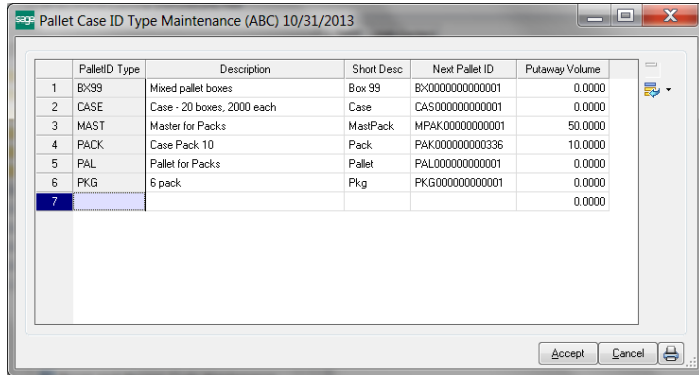 sage Pallet Case ID Type Maintenance (ABC) 10/31/2013
PalletID Type Description Short Desc Next Pallet ID Putaway Volume
1 BX99 Mixed pallet boxes Box 99 BX0000000000001 0.0000
2 CASE Case - 20 boxes, 2000 each Case CAS000000000001 0.0000
3 MAST Master for Packs MastPack MPAK00000000001 50.0000
4 PACK Case Pack 10 Pack PAK000000000336 10.0000
5 PAL Pallet for Packs Pallet PAL000000000001 0.0000
6 PKG 6 pack Pkg PKG000000000001 0.0000
7 0.0000
Accept Cancel